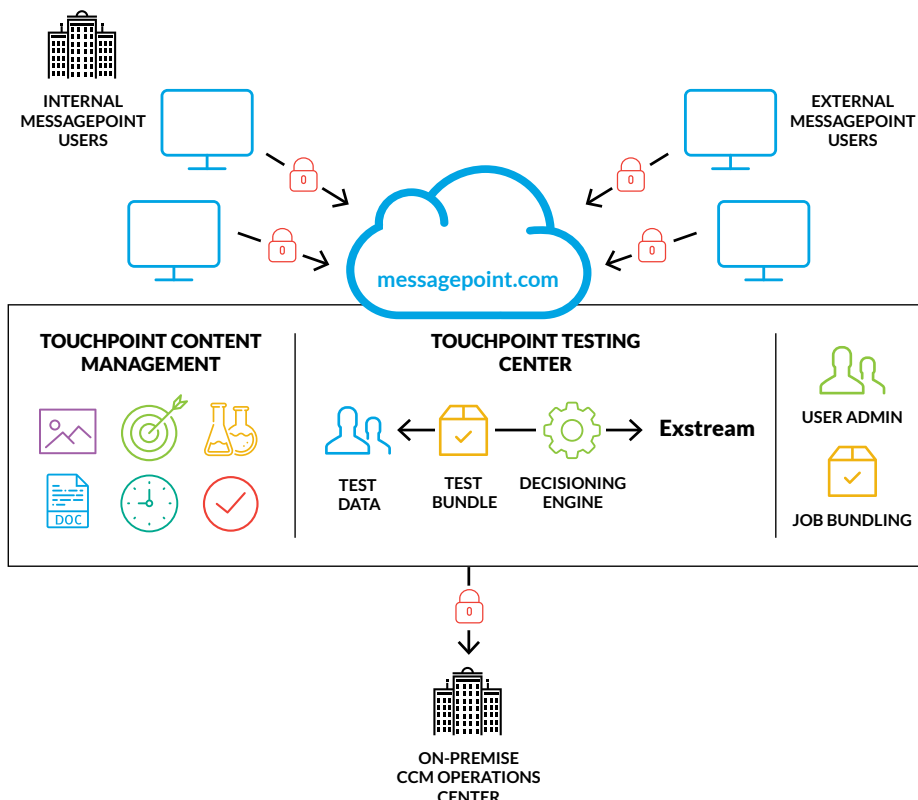 INTERNAL
MESSAGEPOINT
USERS
EXTERNAL
MESSAGEPOINT
USERS
messagepoint.com
TOUCHPOINT CONTENT
MANAGEMENT
DOC
TOUCHPOINT TESTING
CENTER
TEST
DATA
TEST
BUNDLE
DECISIONING
ENGINE
Exstream
USER ADMIN
JOB BUNDLING
ON-PREMISE
CCM OPERATIONS
CENTER